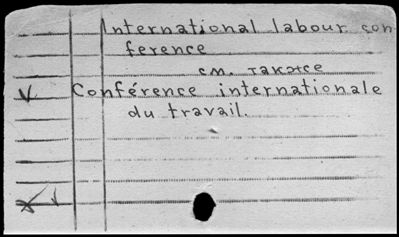 International labour con
ference
см. также
Conférence internationale
du travail.